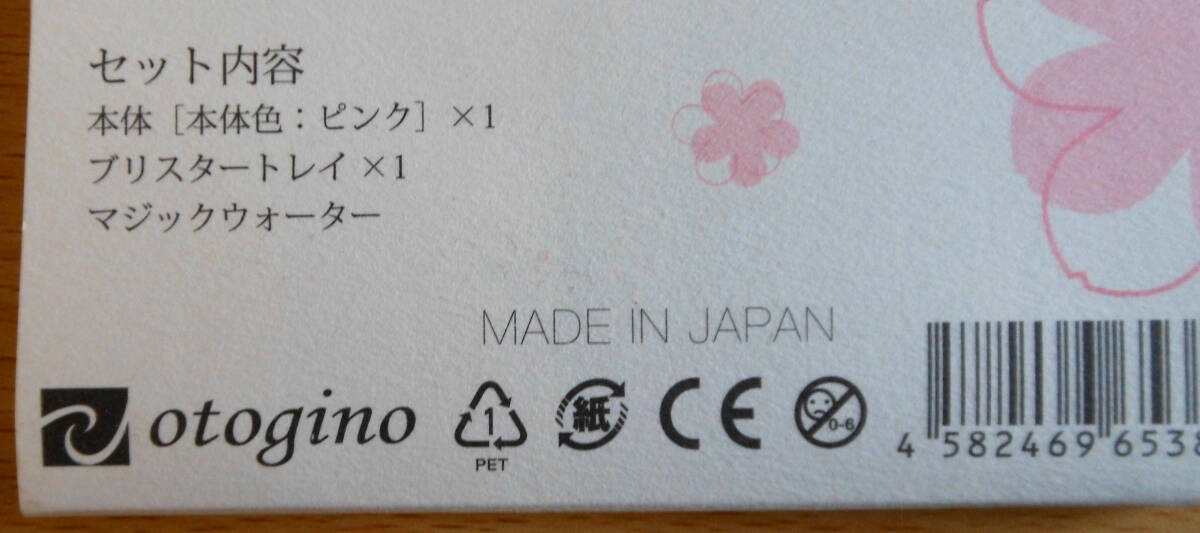 セット内容
本体［本体色：ピンク］×1
ブリスタートレイ×1
マジックウォーター
MADE IN JAPAN
otogino
1
PET
紙
CE
0-6
4 582469 653